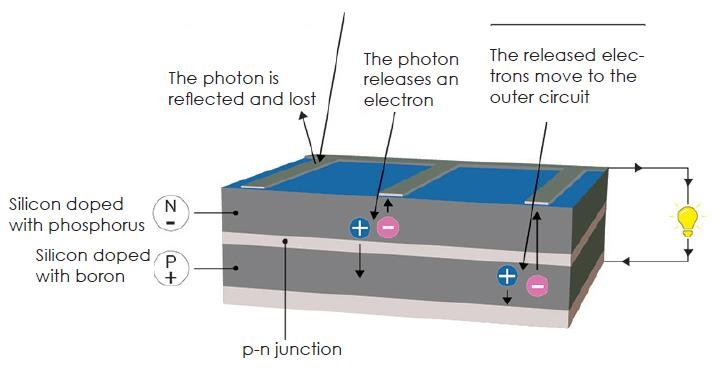 The photon is
reflected and lost
The photon
releases an
electron
The released elec-
trons move to the
outer circuit
Silicon doped
with phosphorus
N
-
Silicon doped
with boron
P
+
+
-
+
-
p-n junction